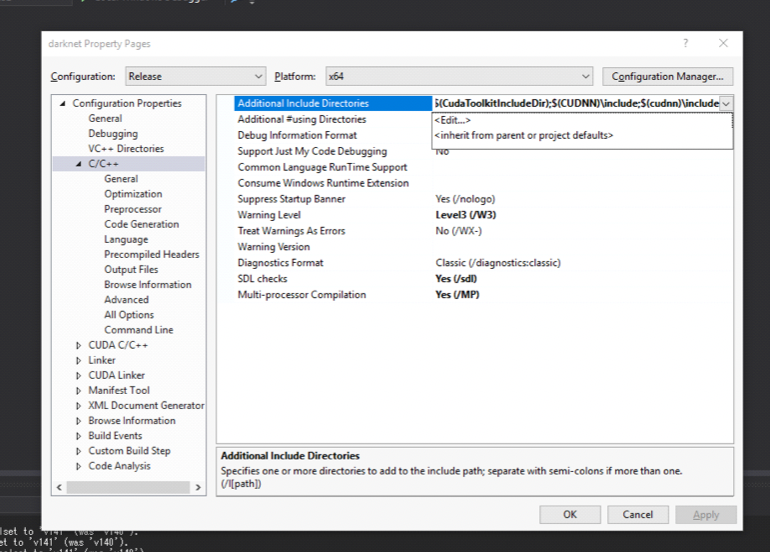 darknet Property Pages
? 
Configuration: Release Platform: x64 Configuration Manager...
Configuration Properties
General
Debugging
VC++ Directories
C/C++
General
Optimization
Preprocessor
Code Generation
Language
Precompiled Headers
Output Files
Browse Information
Advanced
All Options
Command Line
CUDA C/C++
Linker
CUDA Linker
Manifest Tool
XML Document Generator
Browse Information
Build Events
Custom Build Step
Code Analysis
Additional Include Directories $(CudaToolkitIncludeDir);$(CUDNN)\include;$(cudnn)\include
<Edit...>
<inherit from parent or project defaults>
Additional #using Directories
Debug Information Format
Support Just My Code Debugging No
Common Language RunTime Support
Consume Windows Runtime Extension
Suppress Startup Banner Yes (/nologo)
Warning Level Level3 (/W3)
Treat Warnings As Errors No (/WX-)
Warning Version
Diagnostics Format Classic (/diagnostics:classic)
SDL checks Yes (/sdl)
Multi-processor Compilation Yes (/MP)
Additional Include Directories
Specifies one or more directories to add to the include path; separate with semi-colons if more than one.
(/I[path])
OK Cancel Apply
lset to 'v141' (was 'v140').
et to 'v141' (was 'v140').